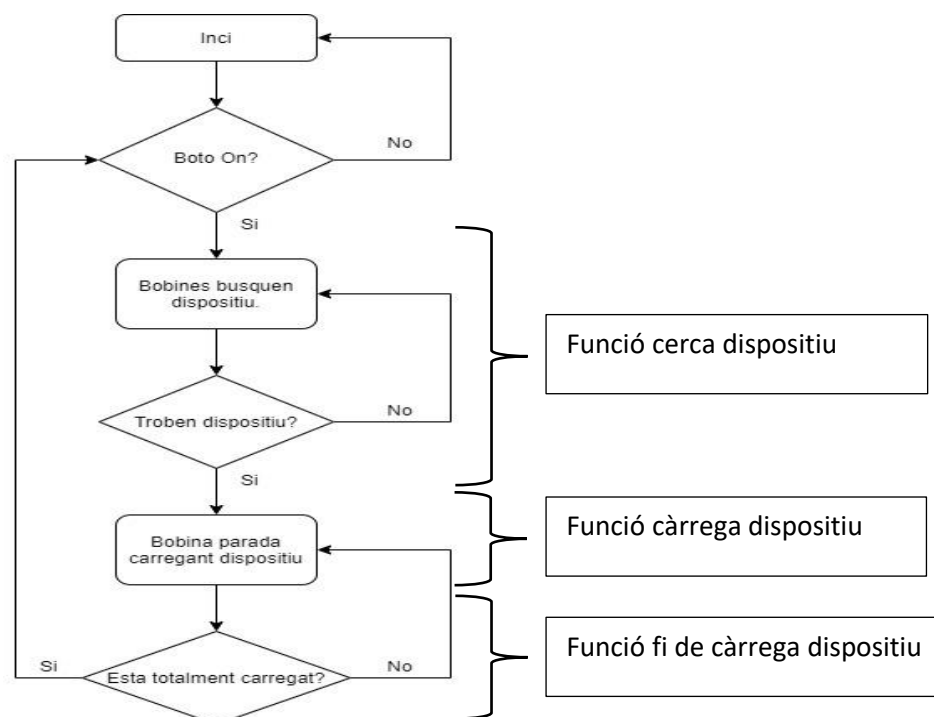 Inci
Boto On?
No
Si
Bobines busquen
dispositiu.
Funció cerca dispositiu
Troben dispositiu?
No
Si
Bobina parada
carregant dispositiu
Funció càrrega dispositiu
Si
Esta totalment carregat?
No
Funció fi de càrrega dispositiu